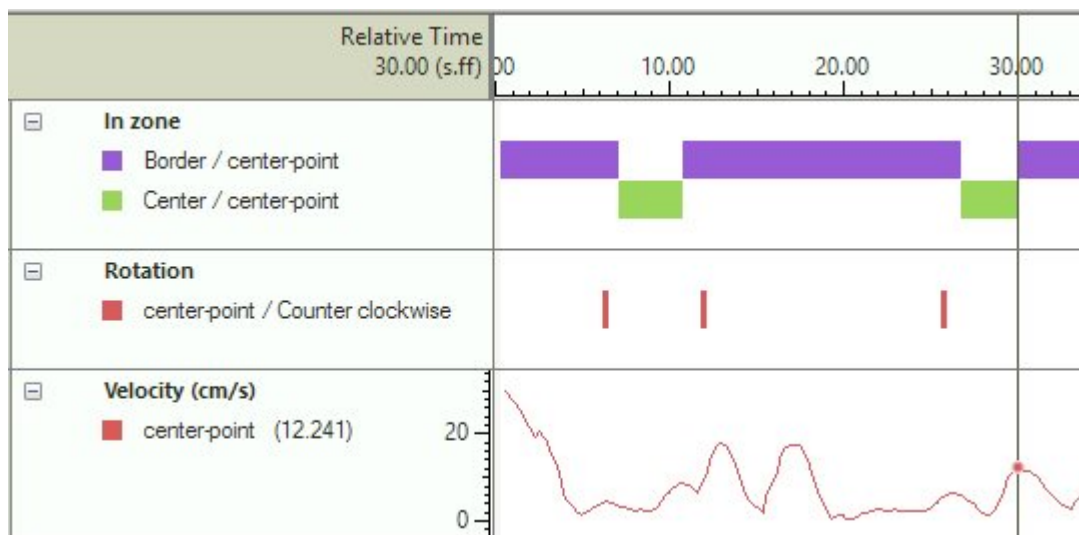 Relative Time
30.00 (s.ff)
00 10.00 20.00 30.00
In zone
Border / center-point
Center / center-point
Rotation
center-point / Counter clockwise
Velocity (cm/s)
center-point (12.241)
20
0